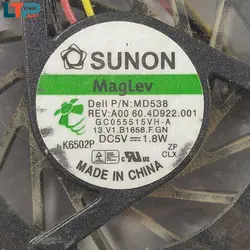 LTP
SUNON
MagLev
Dell P/N:MD538
REV:A00 60.4D922.001
GC055515VH-A
13.V1.B1658.F.GN
DC5V⎓1.8W
K6502P
ZP
CLX
MADE IN CHINA